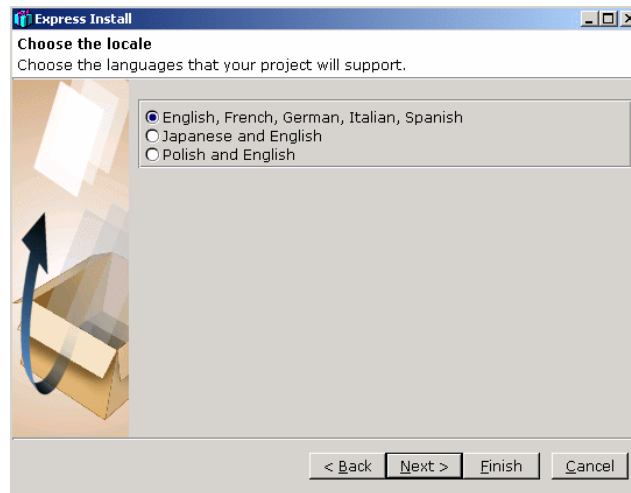 Express Install
Choose the locale
Choose the languages that your project will support.
English, French, German, Italian, Spanish
Japanese and English
Polish and English
< Back Next > Finish Cancel